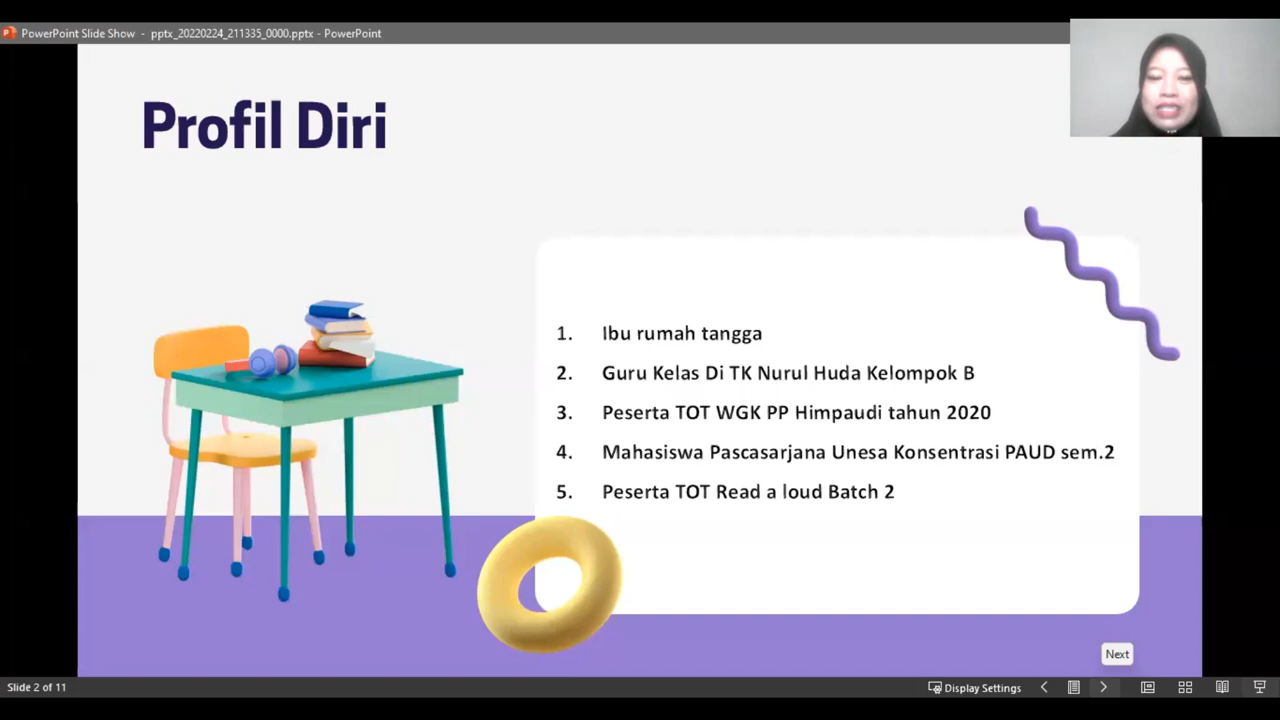 PowerPoint Slide Show - pptx_20220224_211335_0000.pptx - PowerPoint
Profil Diri
1. Ibu rumah tangga
2. Guru Kelas Di TK Nurul Huda Kelompok B
3. Peserta TOT WGK PP Himpaudi tahun 2020
4. Mahasiswa Pascasarjana Unesa Konsentrasi PAUD sem.2
5. Peserta TOT Read a loud Batch 2
Next
Slide 2 of 11
Display Settings